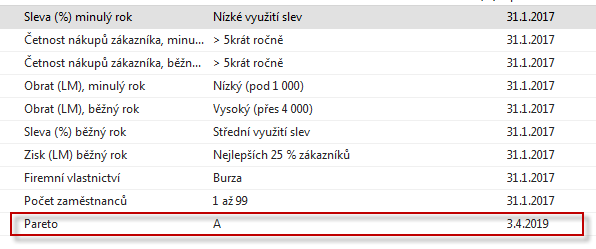 Sleva (%) minulý rok Nízké využití slev 31.1.2017
Četnost nákupů zákazníka, minu... > 5krát ročně 31.1.2017
Četnost nákupů zákazníka, běžn... > 5krát ročně 31.1.2017
Obrat (LM), minulý rok Nízký (pod 1 000) 31.1.2017
Obrat (LM), běžný rok Vysoký (přes 4 000) 31.1.2017
Sleva (%) běžný rok Střední využití slev 31.1.2017
Zisk (LM) běžný rok Nejlepších 25 % zákazníků 31.1.2017
Firemní vlastnictví Burza 31.1.2017
Počet zaměstnanců 1 až 99 31.1.2017
Pareto A 3.4.2019